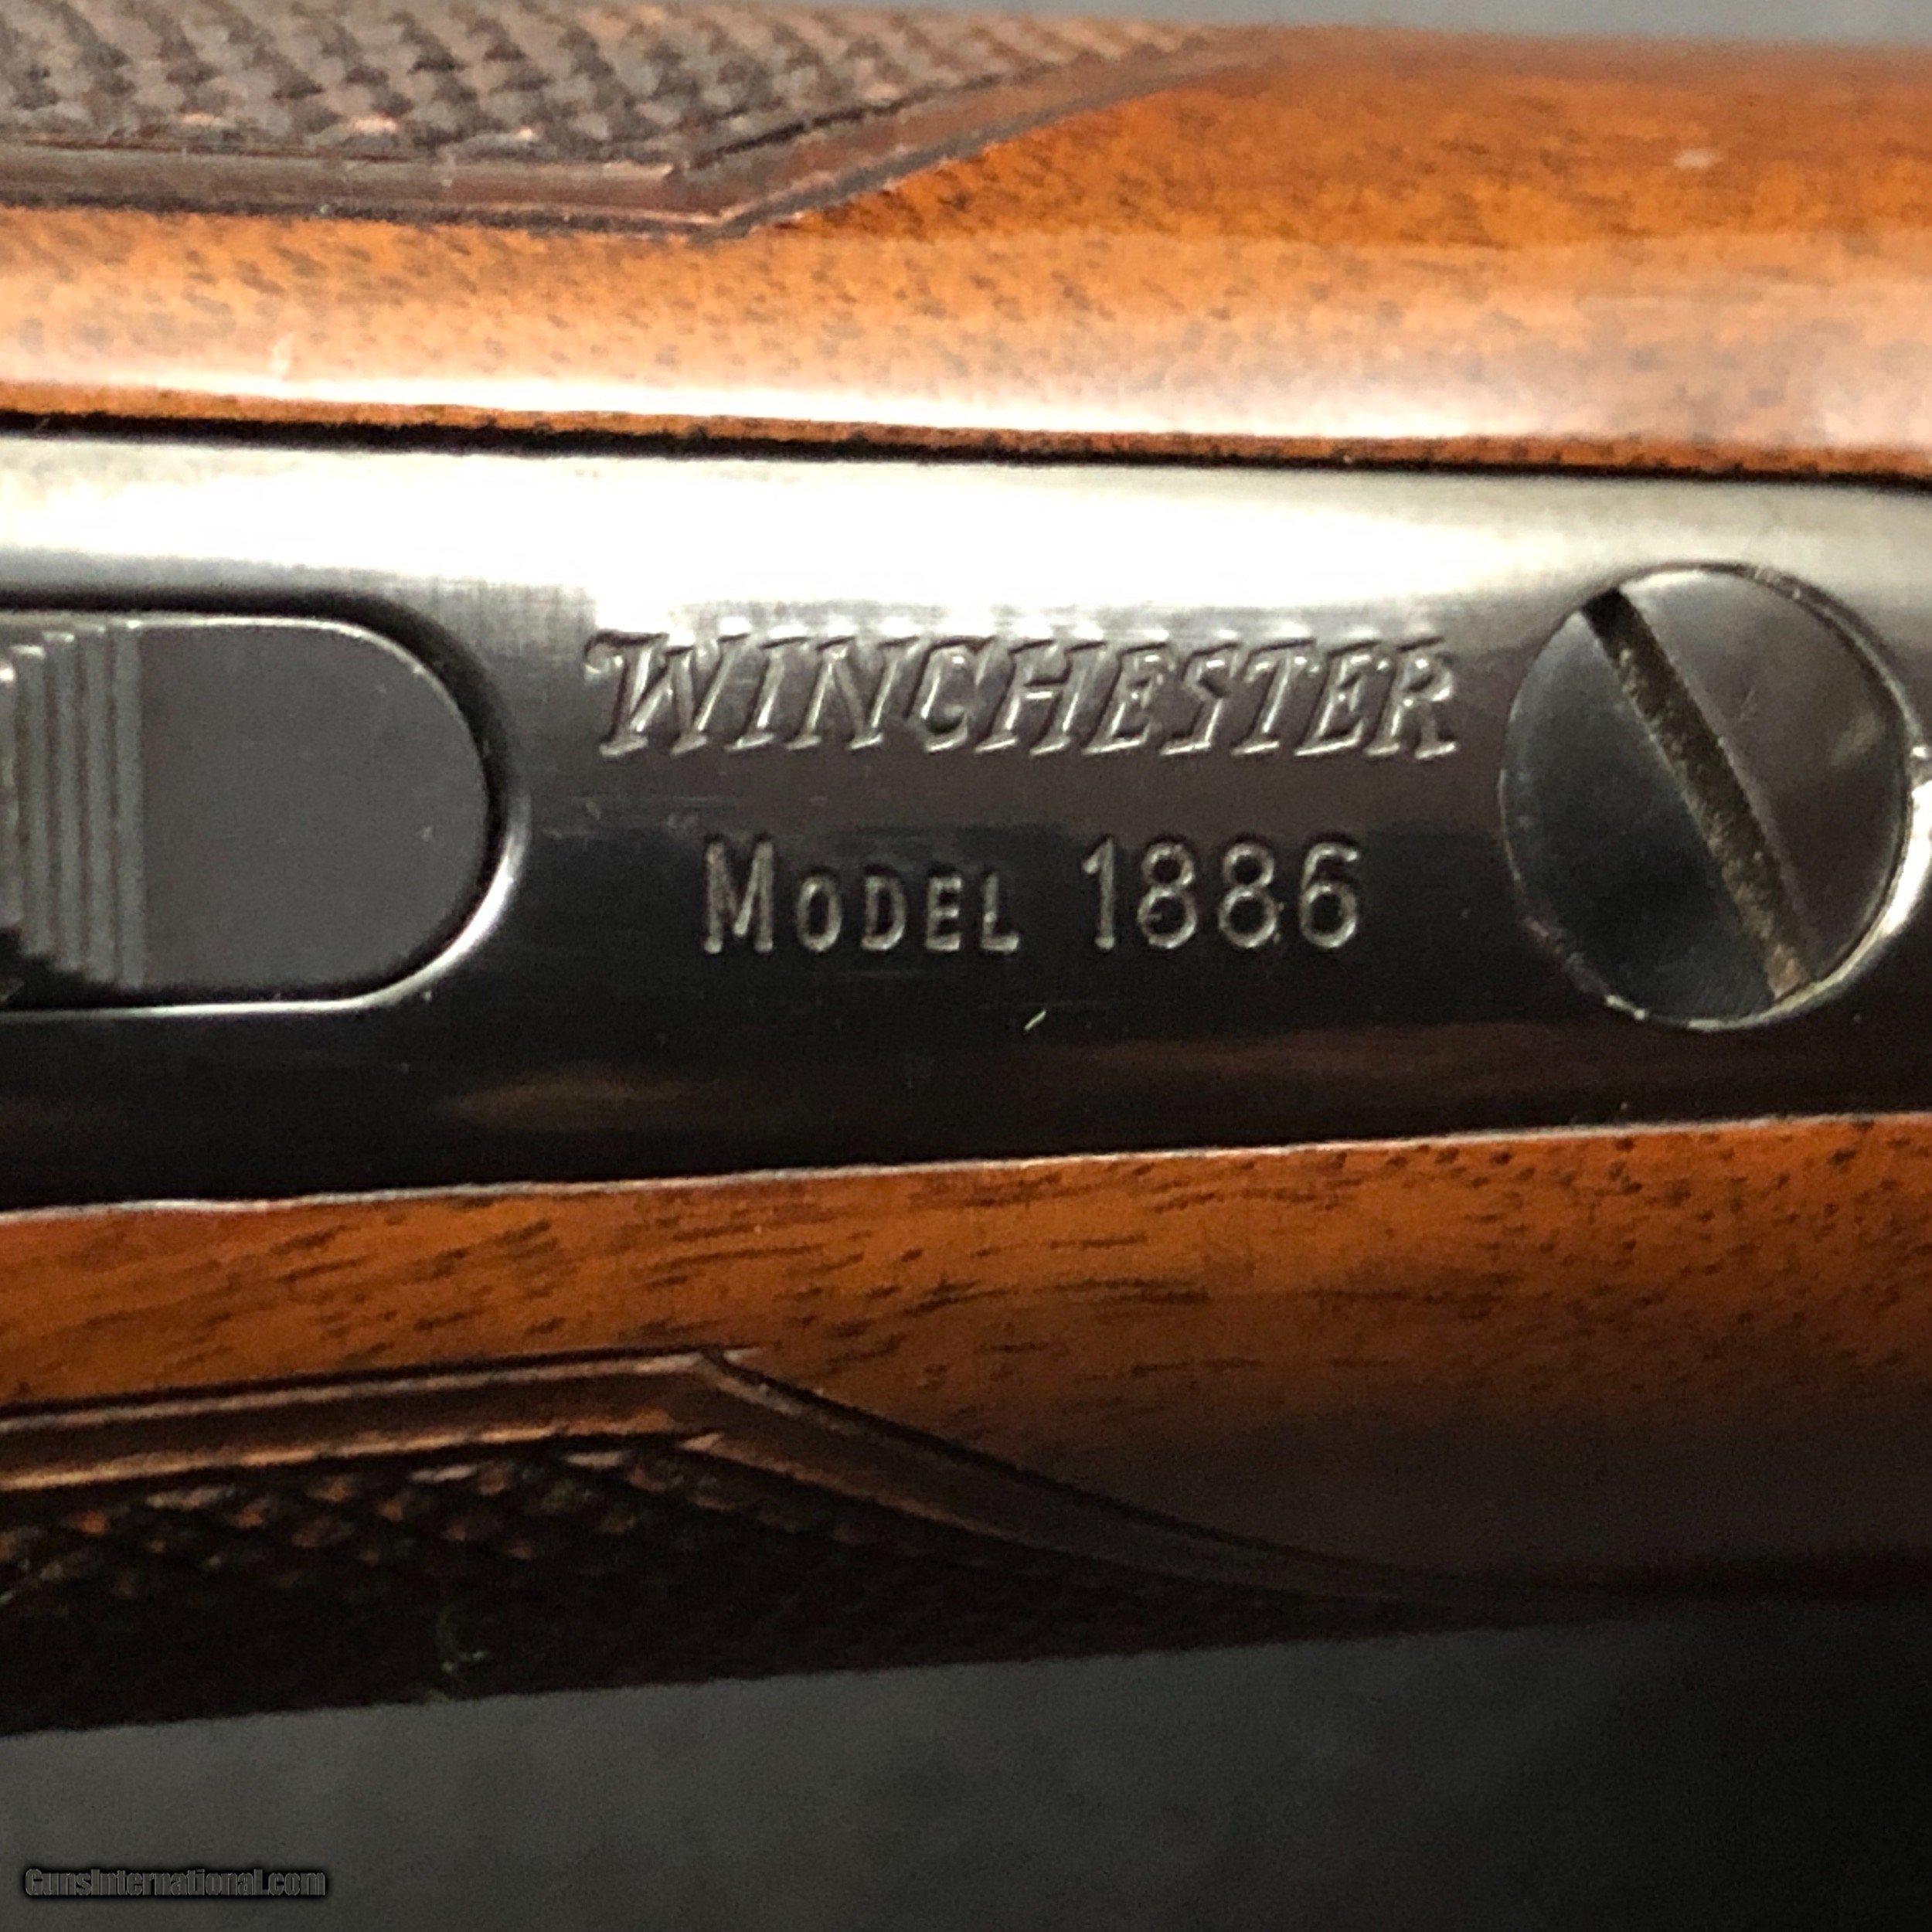 WINCHESTER
MODEL 1886
GunsInternational.com